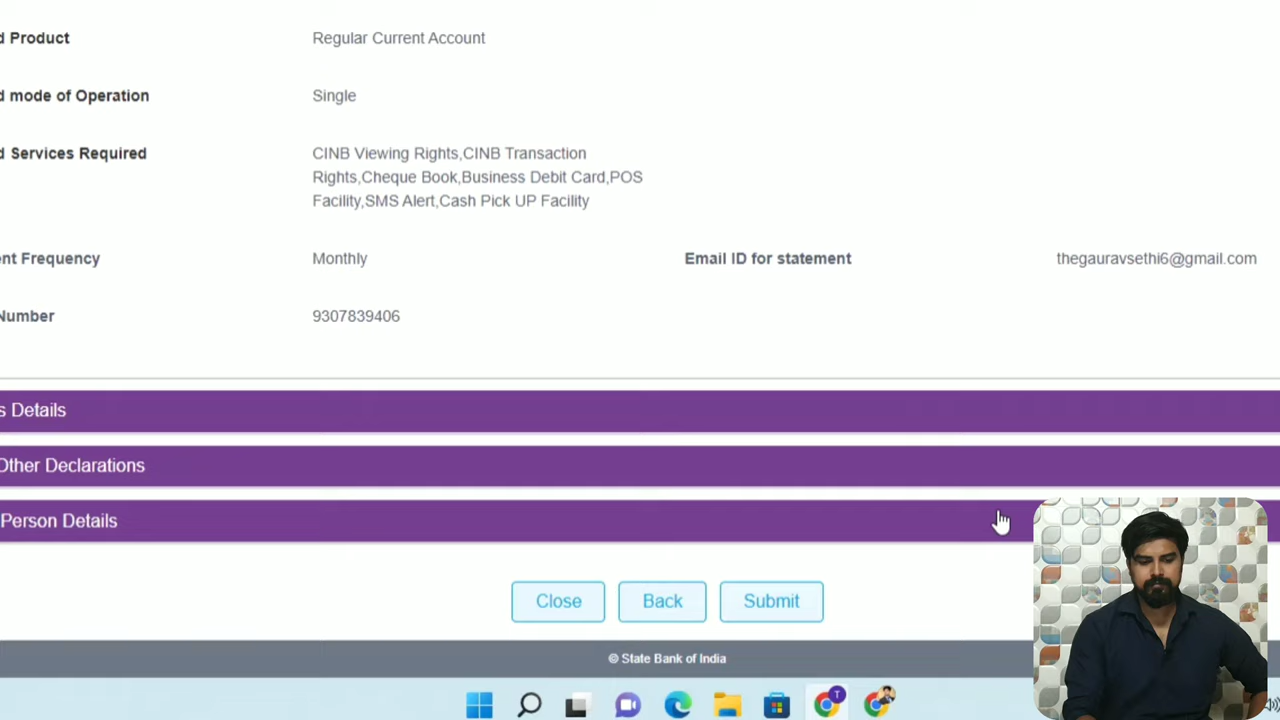 d Product Regular Current Account
d mode of Operation Single
d Services Required CINB Viewing Rights,CINB Transaction
Rights,Cheque Book,Business Debit Card,POS
Facility,SMS Alert,Cash Pick UP Facility
nt Frequency Monthly Email ID for statement thegauravsethi6@gmail.com
Number 9307839406
s Details
Other Declarations
Person Details
Close Back Submit
© State Bank of India
T